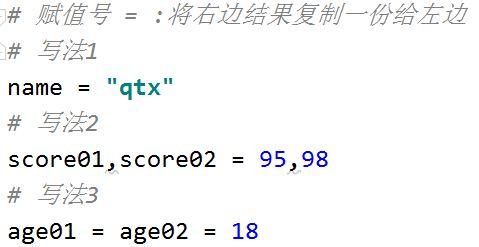 # 赋值号 = :将右边结果复制一份给左边
# 写法1
name = "qtx"
# 写法2
score01,score02 = 95,98
# 写法3
age01 = age02 = 18